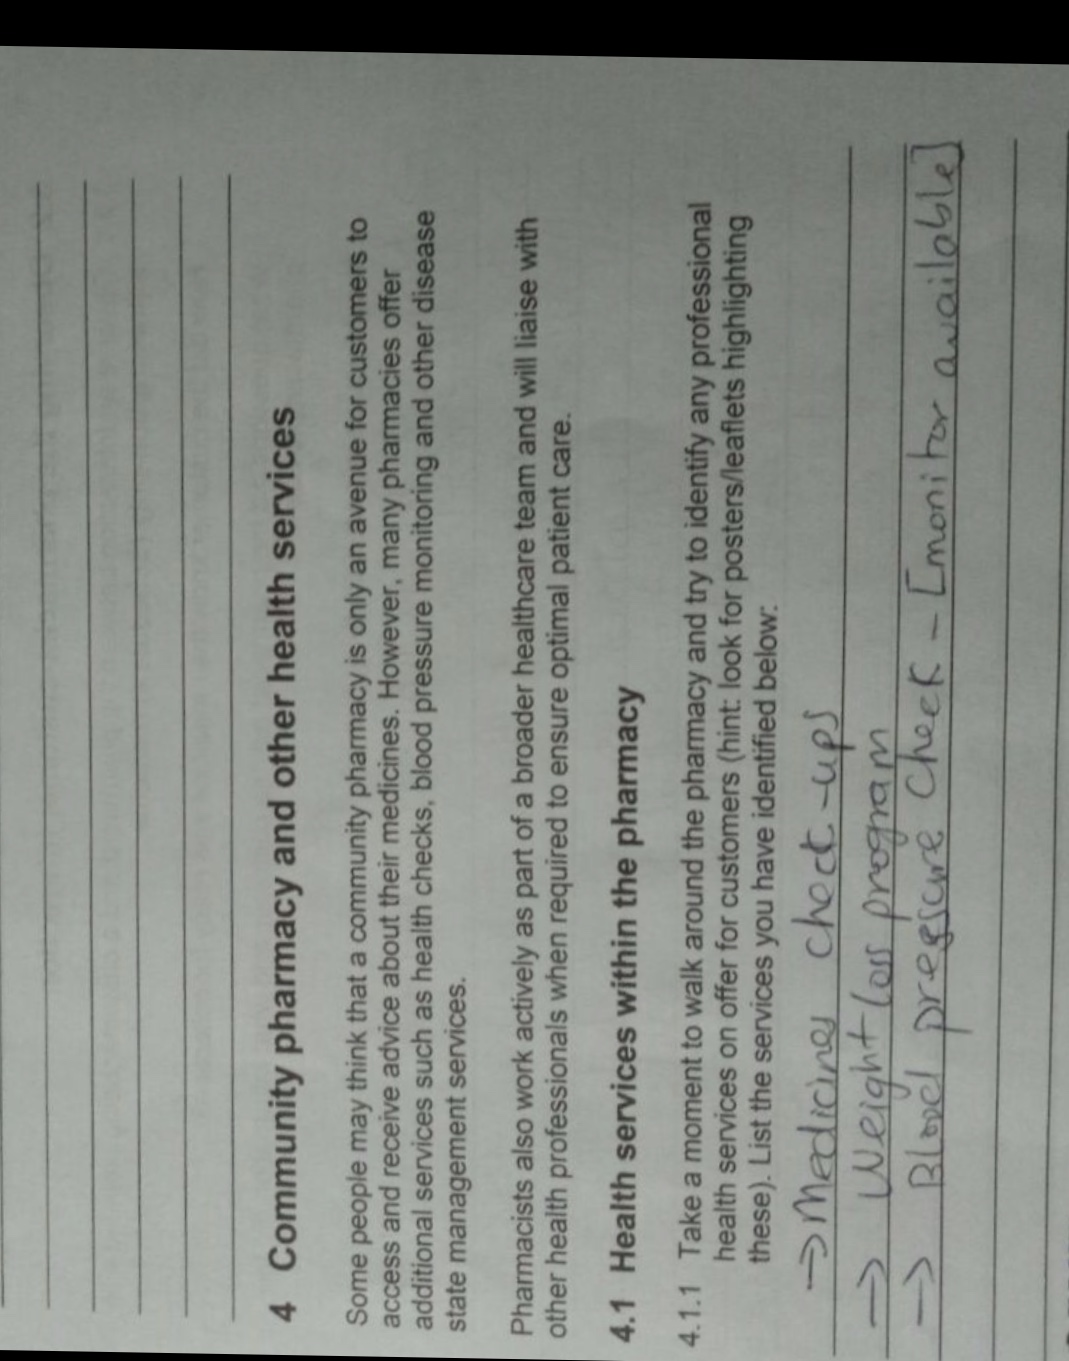 4 Community pharmacy and other health services
Some people may think that a community pharmacy is only an avenue for customers to
access and receive advice about their medicines. However, many pharmacies offer
additional services such as health checks, blood pressure monitoring and other disease
state management services.
Pharmacists also work actively as part of a broader healthcare team and will liaise with
other health professionals when required to ensure optimal patient care.
4.1 Health services within the pharmacy
4.1.1 Take a moment to walk around the pharmacy and try to identify any professional
health services on offer for customers (hint: look for posters/leaflets highlighting
these). List the services you have identified below:
→ Medicines check-ups
→ Weight loss program
→ Blood pressure check - [monitor available]